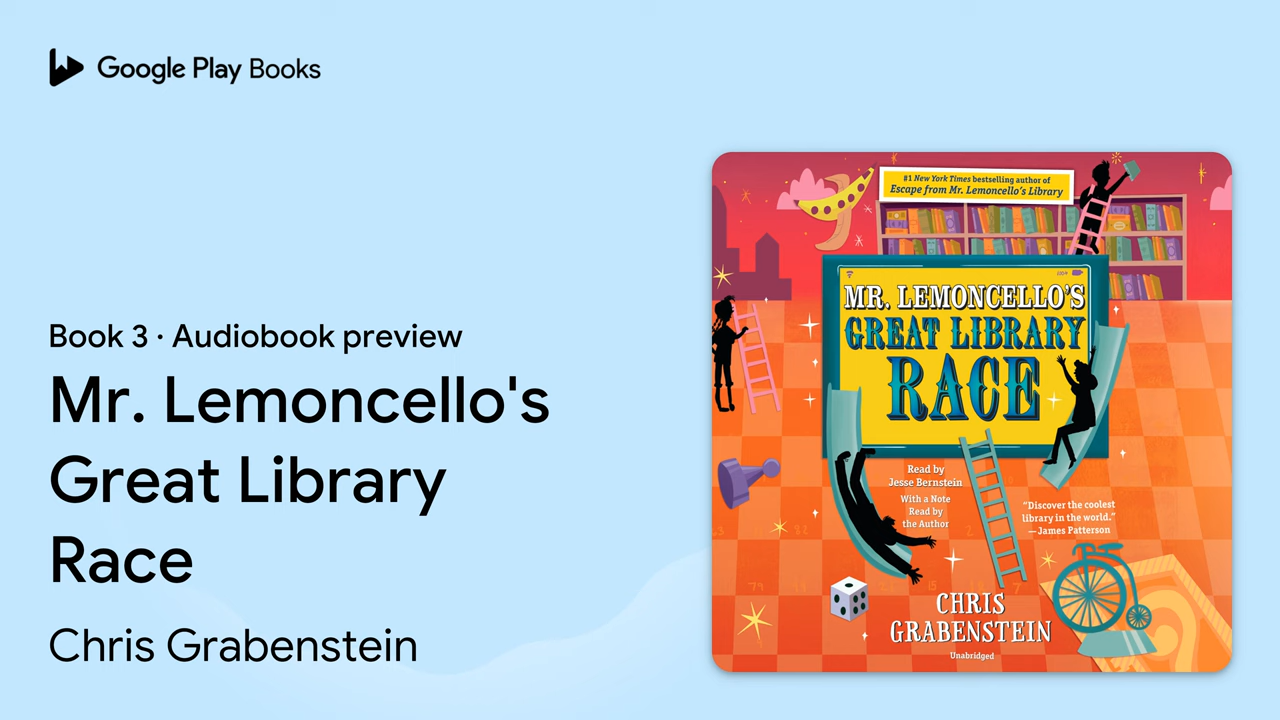 Google Play Books
Book 3 · Audiobook preview
Mr. Lemoncello's
Great Library
Race
Chris Grabenstein
#1 New York Times bestselling author of
Escape from Mr. Lemoncello's Library
MR. LEMONCELLO'S
GREAT LIBRARY
RACE
Read by
Jesse Bernstein
With a Note
Read by
the Author
"Discover the coolest
library in the world."
—James Patterson
CHRIS
GRABENSTEIN
Unabridged